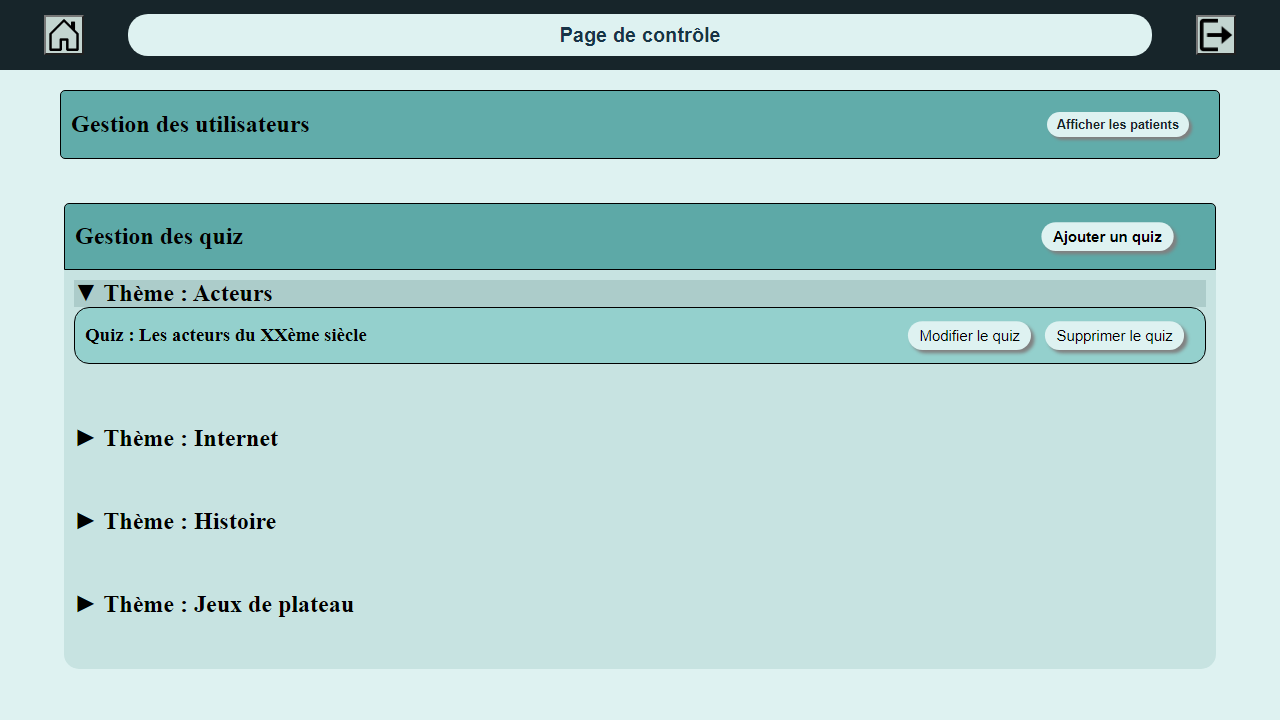 Page de contrôle
Gestion des utilisateurs
Afficher les patients
Gestion des quiz
Ajouter un quiz
▼ Thème : Acteurs
Quiz : Les acteurs du XXème siècle
Modifier le quiz
Supprimer le quiz
► Thème : Internet
► Thème : Histoire
► Thème : Jeux de plateau